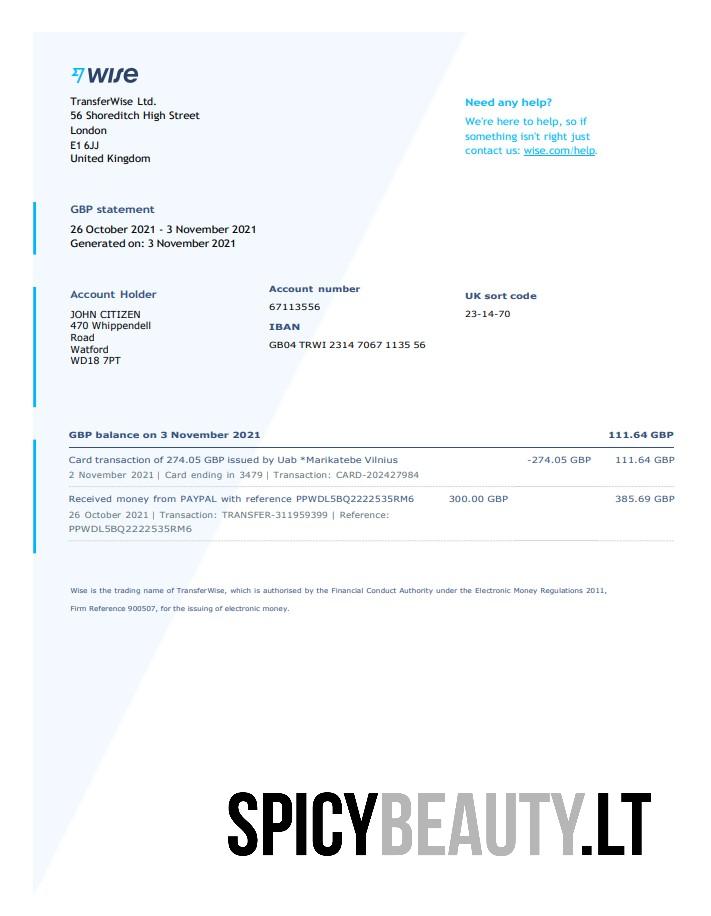 wise
TransferWise Ltd.
56 Shoreditch High Street
London
E1 6JJ
United Kingdom
Need any help?
We're here to help, so if
something isn't right just
contact us: wise.com/help.
GBP statement
26 October 2021 - 3 November 2021
Generated on: 3 November 2021
Account Holder
JOHN CITIZEN
470 Whippendell
Road
Watford
WD18 7PT
Account number
67113556
IBAN
GB04 TRWI 2314 7067 1135 56
UK sort code
23-14-70
GBP balance on 3 November 2021 111.64 GBP
Card transaction of 274.05 GBP issued by Uab *Marikatebe Vilnius -274.05 GBP 111.64 GBP
2 November 2021 | Card ending in 3479 | Transaction: CARD-202427984
Received money from PAYPAL with reference PPWDL5BQ2222535RM6 300.00 GBP 385.69 GBP
26 October 2021 | Transaction: TRANSFER-311959399 | Reference:
PPWDL5BQ2222535RM6
Wise is the trading name of TransferWise, which is authorised by the Financial Conduct Authority under the Electronic Money Regulations 2011,
Firm Reference 900507, for the issuing of electronic money.
SPICYBEAUTY.LT